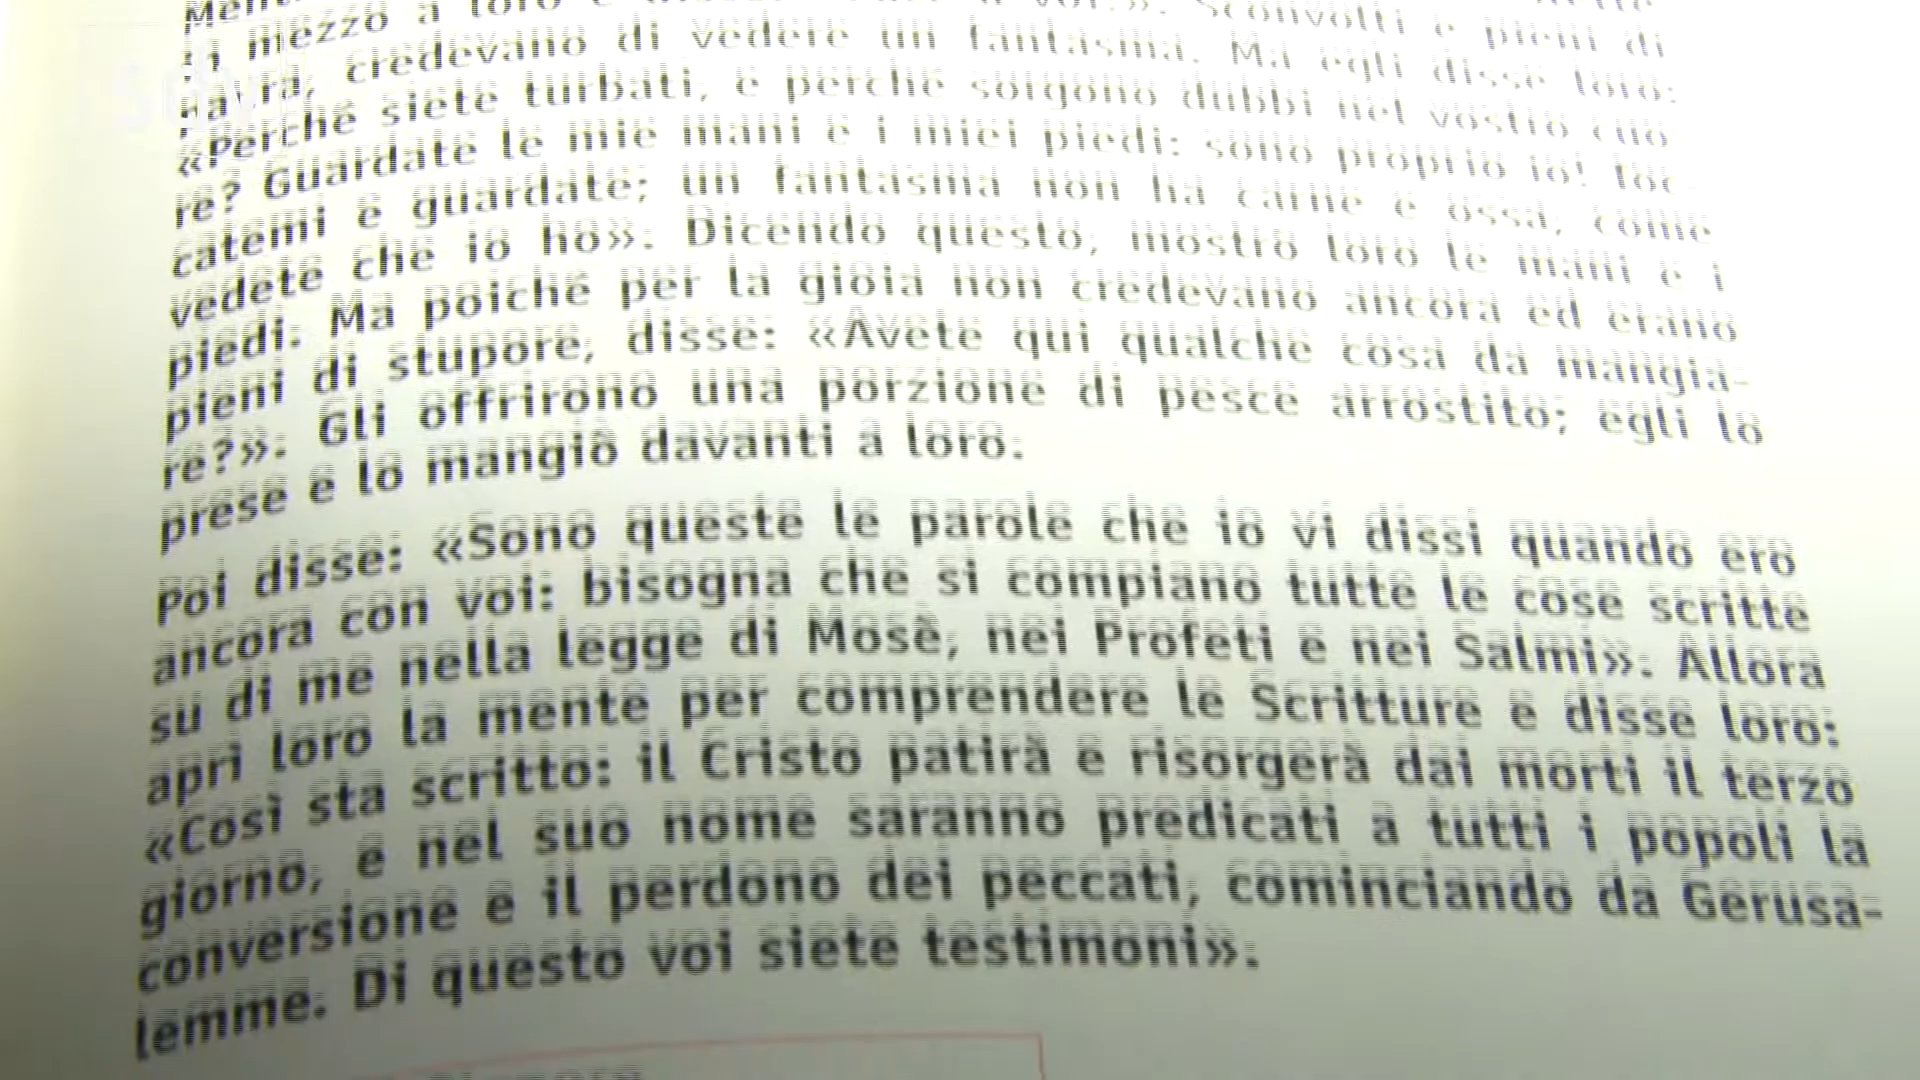 in mezzo a loro e
paura, credevano di vedere un fantasma. Ma egli disse loro:
«Perché siete turbati, e perché sorgono dubbi nel vostro cuo
re? Guardate le mie mani e i miei piedi: sono proprio io! Toc-
catemi e guardate; un fantasma non ha carne e ossa, come
vedete che io ho». Dicendo questo, mostrò loro le mani e i
piedi. Ma poiché per la gioia non credevano ancora ed erano
pieni di stupore, disse: «Avete qui qualche cosa da mangia-
re?». Gli offrirono una porzione di pesce arrostito; egli lo
prese e lo mangiò davanti a loro.
Poi disse: «Sono queste le parole che io vi dissi quando ero
ancora con voi: bisogna che si compiano tutte le cose scritte
su di me nella legge di Mosè, nei Profeti e nei Salmi». Allora
aprì loro la mente per comprendere le Scritture e disse loro:
«Così sta scritto: il Cristo patirà e risorgerà dai morti il terzo
giorno, e nel suo nome saranno predicati a tutti i popoli la
conversione e il perdono dei peccati, cominciando da Gerusa-
lemme. Di questo voi siete testimoni».